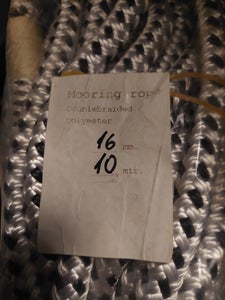 Mooring rope
Doublebraided
polyester
16 mm.
10 mtr.